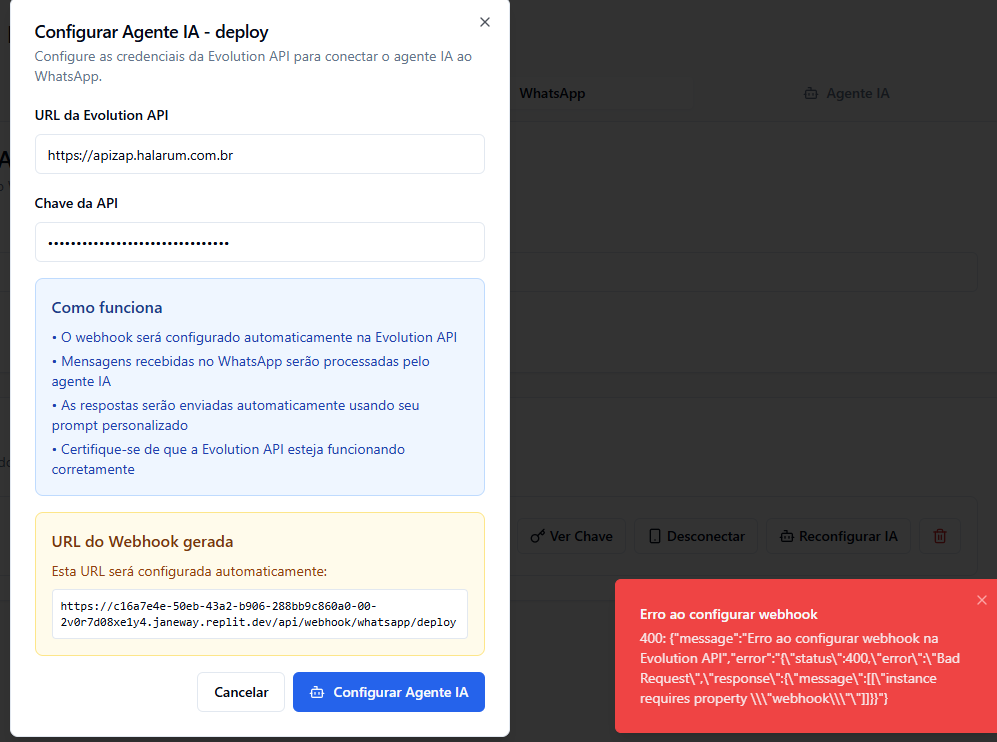 Configurar Agente IA - deploy
Configure as credenciais da Evolution API para conectar o agente IA ao
WhatsApp.
URL da Evolution API
https://apizap.halarum.com.br
Chave da API
••••••••••••••••••••••••••••••••
Como funciona
• O webhook será configurado automaticamente na Evolution API
• Mensagens recebidas no WhatsApp serão processadas pelo
agente IA
• As respostas serão enviadas automaticamente usando seu
prompt personalizado
• Certifique-se de que a Evolution API esteja funcionando
corretamente
URL do Webhook gerada
Esta URL será configurada automaticamente:
https://c16a7e4e-50eb-43a2-b906-288bb9c860a0-00-
2v0r7d08xe1y4.janeway.replit.dev/api/webhook/whatsapp/deploy
Cancelar
Configurar Agente IA
WhatsApp
Agente IA
Ver Chave
Desconectar
Reconfigurar IA
Erro ao configurar webhook
400: {"message":"Erro ao configurar webhook na
Evolution API","error":"{\"status\":400,\"error\":\"Bad
Request\",\"response\":{\"message\":[[\"instance
requires property \\\"webhook\\\"\"]]}}"}